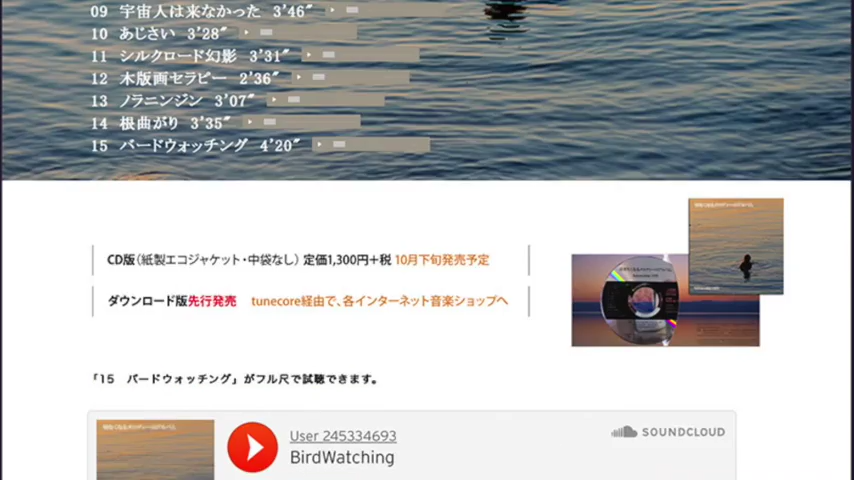 09 宇宙人は来なかった 3’46”
10 あじさい 3’28”
11 シルクロード幻影 3’31”
12 木版画セラピー 2’36”
13 ノラニンジン 3’07”
14 根曲がり 3’35”
15 バードウォッチング 4’20”
CD版（紙製エコジャケット・中袋なし）定価1,300円＋税 10月下旬発売予定
ダウンロード版先行発売 tunecore経由で、各インターネット音楽ショップへ
「15 バードウォッチング」がフル尺で試聴できます。
User 245334693
SOUNDCLOUD
BirdWatching